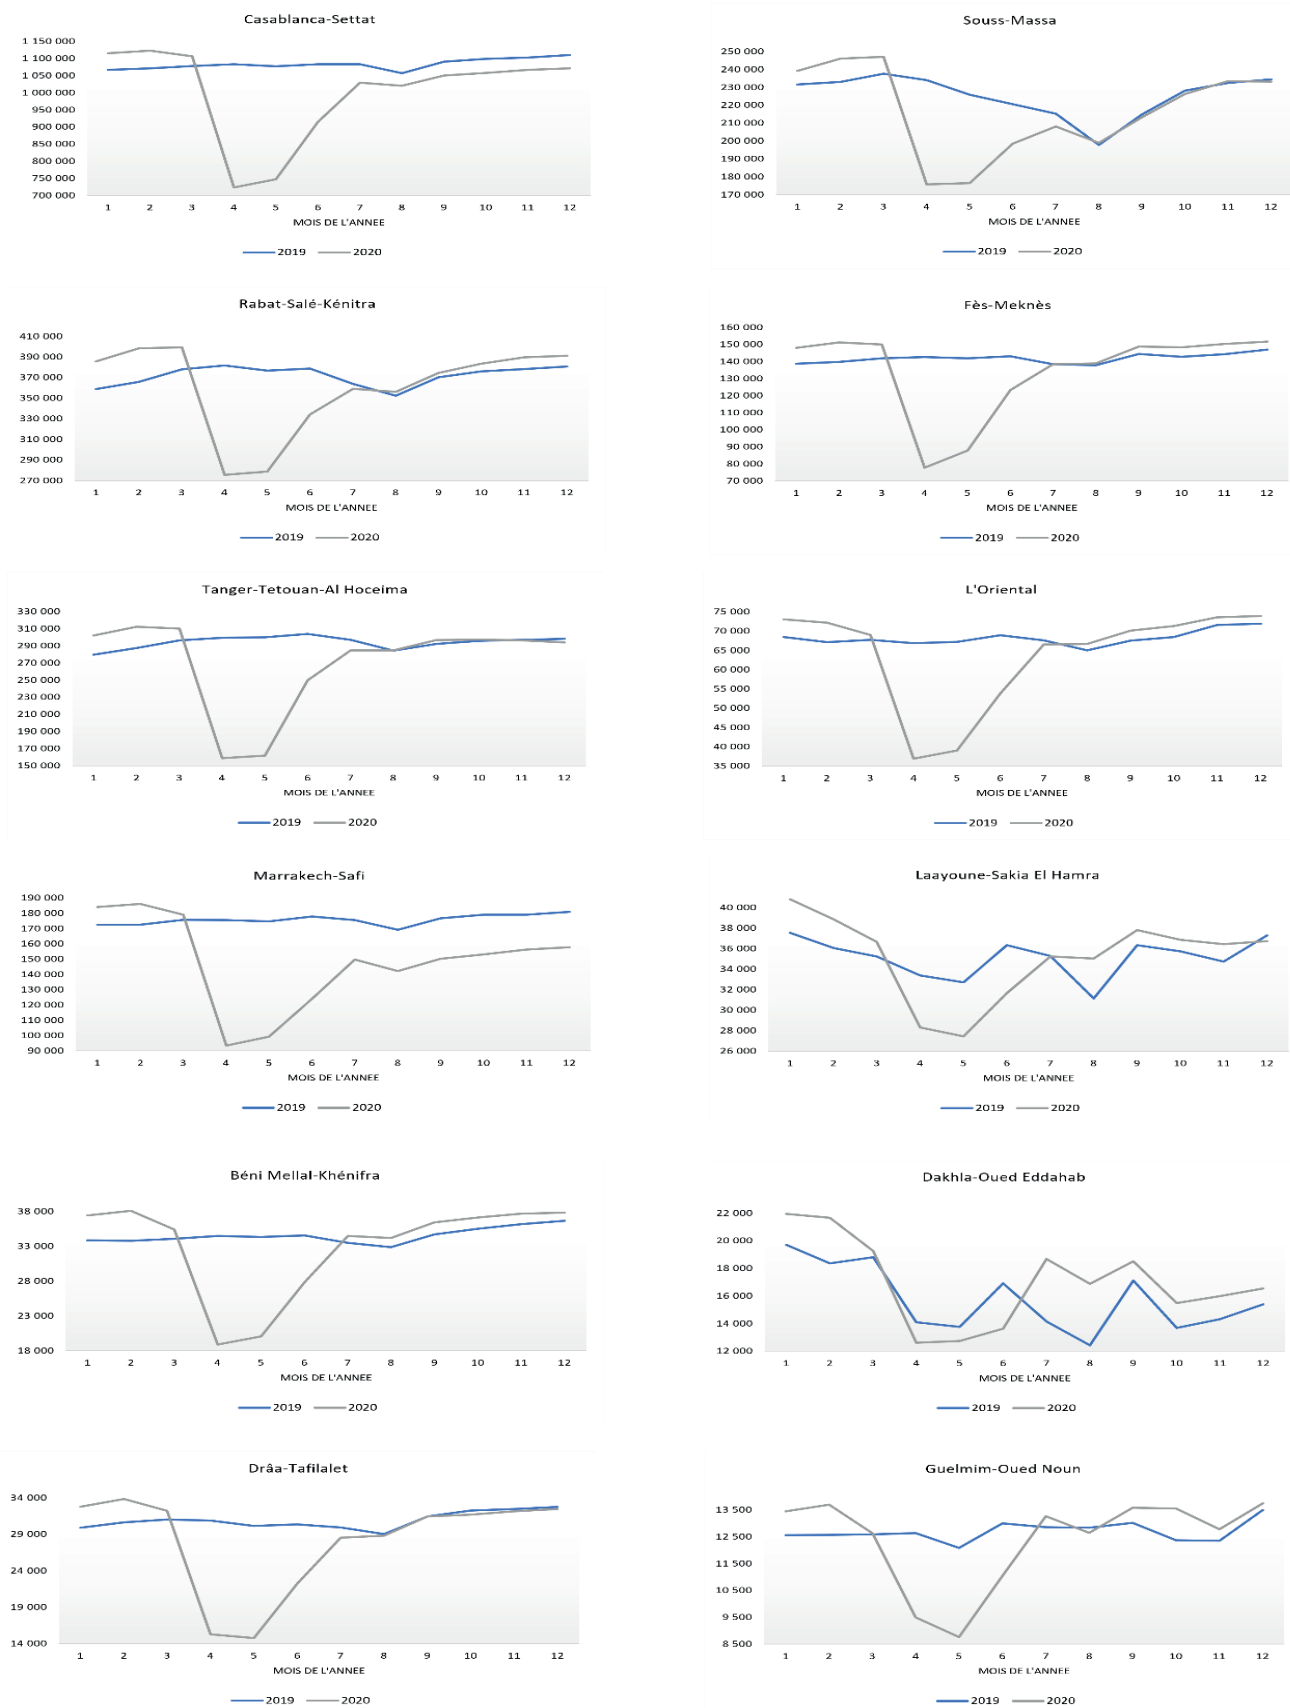 Casablanca-Settat
1 150 000
1 100 000
1 050 000
1 000 000
950 000
900 000
850 000
800 000
750 000
700 000
1 2 3 4 5 6 7 8 9 10 11 12
MOIS DE L'ANNEE
2019 2020
Souss-Massa
250 000
240 000
230 000
220 000
210 000
200 000
190 000
180 000
170 000
1 2 3 4 5 6 7 8 9 10 11 12
MOIS DE L'ANNEE
2019 2020
Rabat-Salé-Kénitra
410 000
390 000
370 000
350 000
330 000
310 000
290 000
270 000
1 2 3 4 5 6 7 8 9 10 11 12
MOIS DE L'ANNEE
2019 2020
Fès-Meknès
160 000
150 000
140 000
130 000
120 000
110 000
100 000
90 000
80 000
70 000
1 2 3 4 5 6 7 8 9 10 11 12
MOIS DE L'ANNEE
2019 2020
Tanger-Tetouan-Al Hoceima
330 000
310 000
290 000
270 000
250 000
230 000
210 000
190 000
170 000
150 000
1 2 3 4 5 6 7 8 9 10 11 12
MOIS DE L'ANNEE
2019 2020
L'Oriental
75 000
70 000
65 000
60 000
55 000
50 000
45 000
40 000
35 000
1 2 3 4 5 6 7 8 9 10 11 12
MOIS DE L'ANNEE
2019 2020
Marrakech-Safi
190 000
180 000
170 000
160 000
150 000
140 000
130 000
120 000
110 000
100 000
90 000
1 2 3 4 5 6 7 8 9 10 11 12
MOIS DE L'ANNEE
2019 2020
Laayoune-Sakia El Hamra
40 000
38 000
36 000
34 000
32 000
30 000
28 000
26 000
1 2 3 4 5 6 7 8 9 10 11 12
MOIS DE L'ANNEE
2019 2020
Béni Mellal-Khénifra
38 000
33 000
28 000
23 000
18 000
1 2 3 4 5 6 7 8 9 10 11 12
MOIS DE L'ANNEE
2019 2020
Dakhla-Oued Eddahab
22 000
20 000
18 000
16 000
14 000
12 000
1 2 3 4 5 6 7 8 9 10 11 12
MOIS DE L'ANNEE
2019 2020
Drâa-Tafilalet
34 000
29 000
24 000
19 000
14 000
1 2 3 4 5 6 7 8 9 10 11 12
MOIS DE L'ANNEE
2019 2020
Guelmim-Oued Noun
13 500
12 500
11 500
10 500
9 500
8 500
1 2 3 4 5 6 7 8 9 10 11 12
MOIS DE L'ANNEE
2019 2020